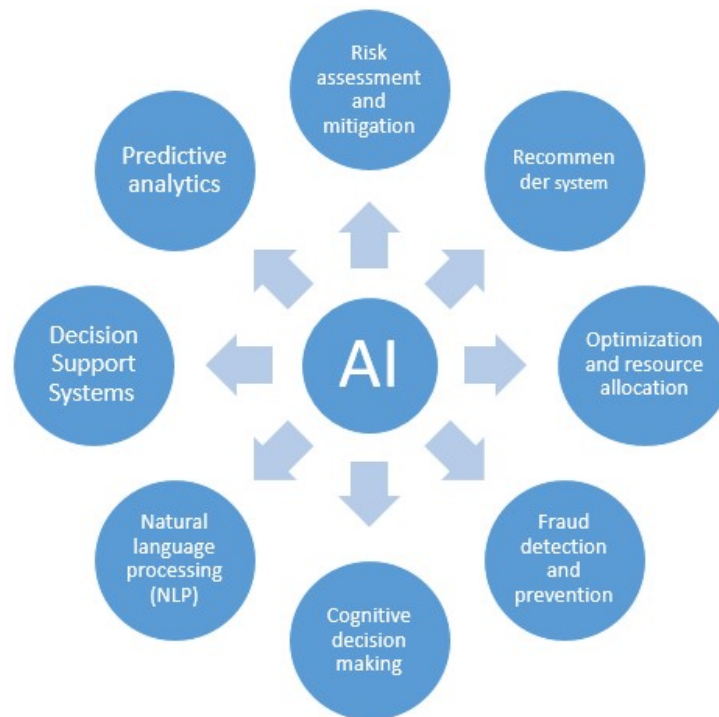 Risk
assessment
and
mitigation
Recommen
der system
Optimization
and resource
allocation
Fraud
detection
and
prevention
Cognitive
decision
making
Natural
language
processing
(NLP)
Decision
Support
Systems
Predictive
analytics
AI